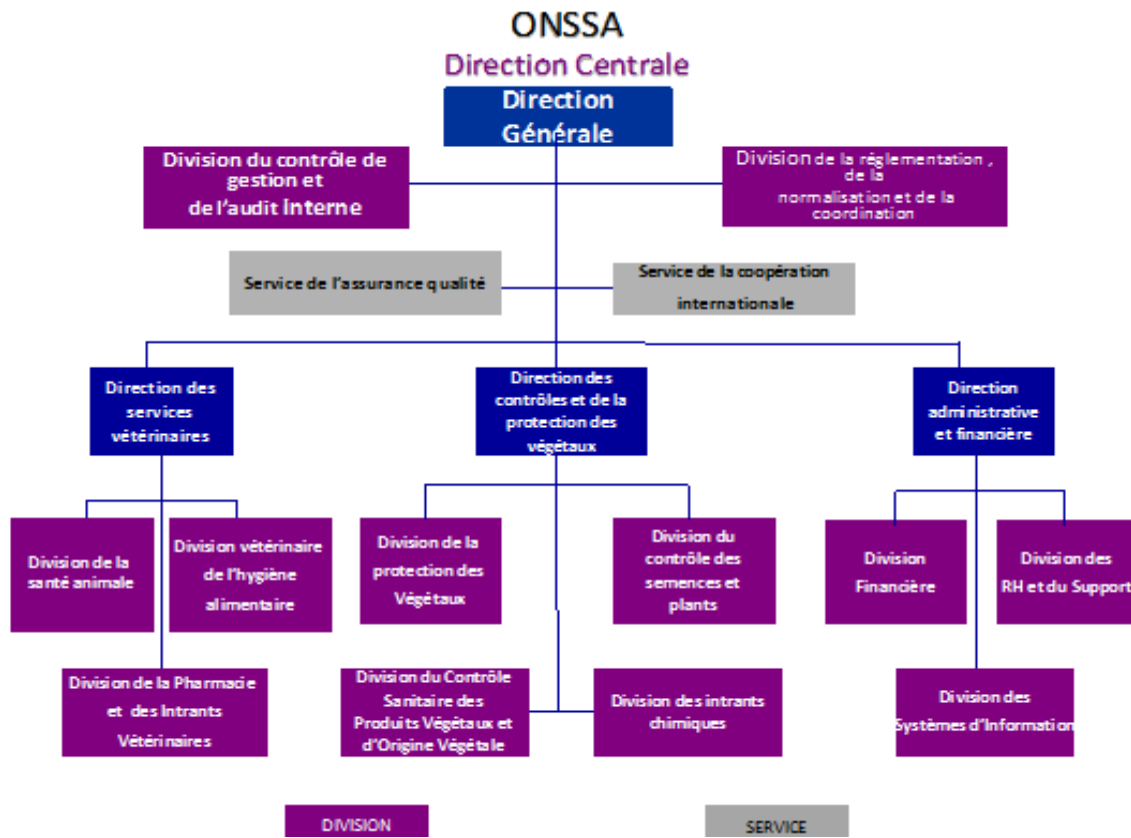 ONSSA
Direction Centrale
Direction
Générale
Division du contrôle de
gestion et
de l'audit Interne
Division de la réglementation ,
de la
normalisation et de la
coordination
Service de l'assurance qualité
Service de la coopération
internationale
Direction des
services
vétérinaires
Direction des
contrôles et de la
protection des
végétaux
Direction
administrative
et financière
Division de la
santé animale
Division vétérinaire
de l'hygiène
alimentaire
Division de la
protection des
Végétaux
Division du
contrôle des
semences et
plants
Division
Financière
Division des
RH et du Support
Division de la Pharmacie
et des Intrants
Vétérinaires
Division du Contrôle
Sanitaire des
Produits Végétaux et
d'Origine Végétale
Division des intrants
chimiques
Division des
Systèmes d'Information
DIVISION
SERVICE